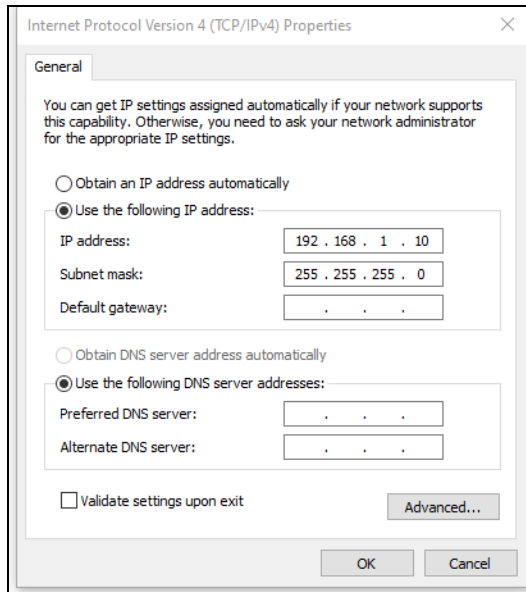 Internet Protocol Version 4 (TCP/IPv4) Properties
General
You can get IP settings assigned automatically if your network supports
this capability. Otherwise, you need to ask your network administrator
for the appropriate IP settings.
Obtain an IP address automatically
Use the following IP address:
IP address: 192 . 168 . 1 . 10
Subnet mask: 255 . 255 . 255 . 0
Default gateway: . . .
Obtain DNS server address automatically
Use the following DNS server addresses:
Preferred DNS server: . . .
Alternate DNS server: . . .
Validate settings upon exit
Advanced...
OK Cancel